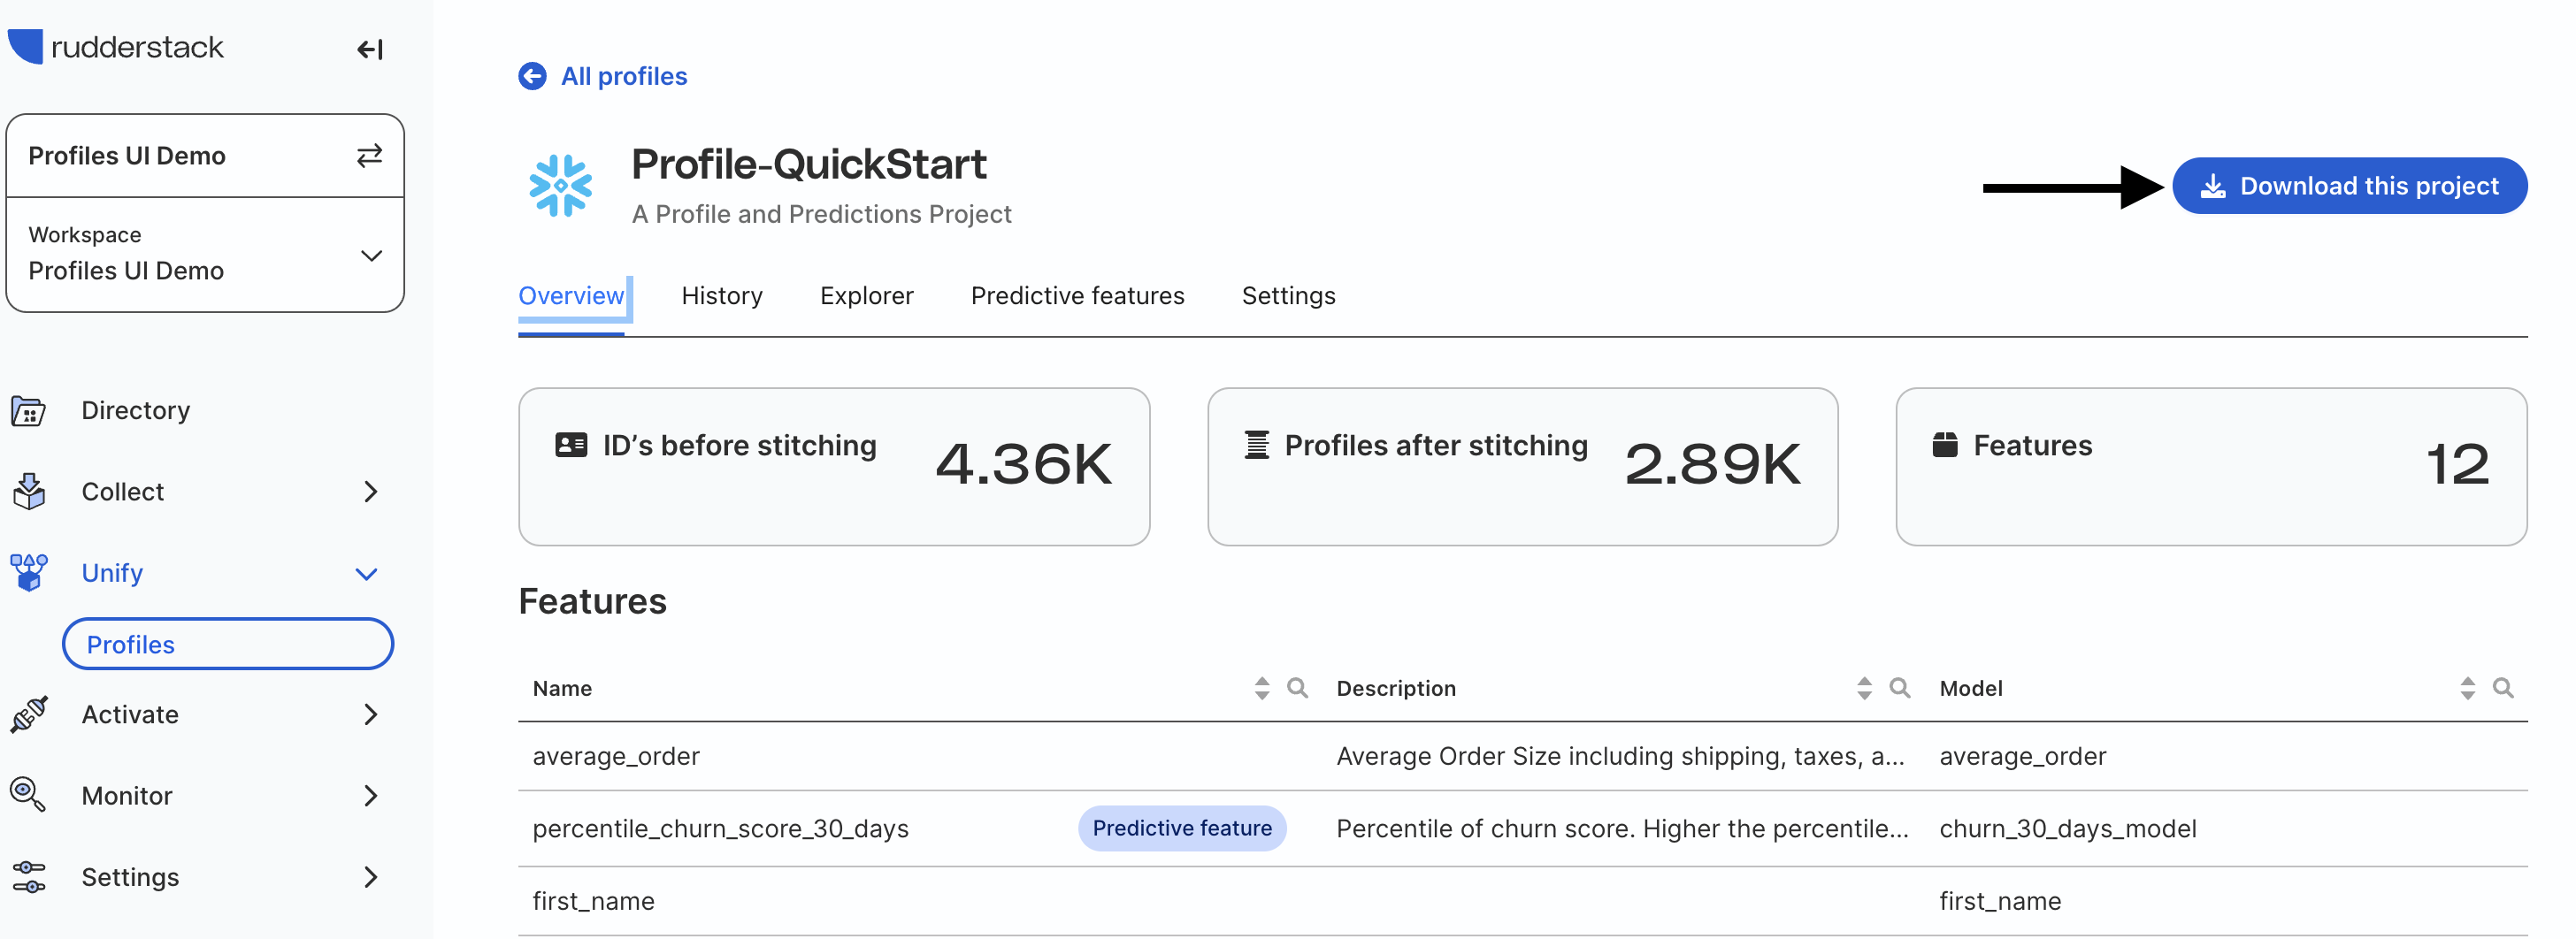 rudderstack
Profiles UI Demo
Workspace
Profiles UI Demo
Directory
Collect
Unify
Profiles
Activate
Monitor
Settings
All profiles
Profile-QuickStart
A Profile and Predictions Project
Download this project
Overview History Explorer Predictive features Settings
ID’s before stitching 4.36K
Profiles after stitching 2.89K
Features 12
Features
Name Description Model
average_order Average Order Size including shipping, taxes, a... average_order
percentile_churn_score_30_days Predictive feature Percentile of churn score. Higher the percentile... churn_30_days_model
first_name first_name